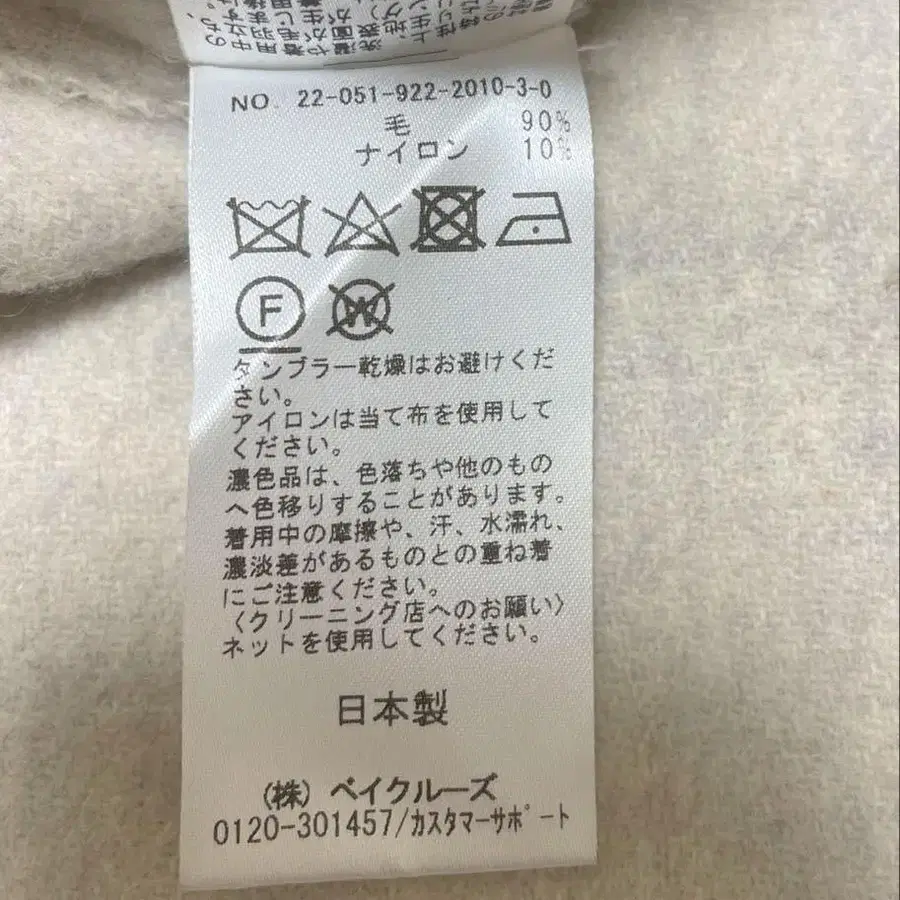 NO. 22-051-922-2010-3-0
毛 90%
ナイロン 10%
F
W
タンブラー乾燥はお避けくだ
さい。
アイロンは当て布を使用して
ください。
濃色品は、色落ちや他のもの
へ色移りすることがあります。
着用中の摩擦や、汗、水濡れ、
濃淡差があるものとの重ね着
にご注意ください。
〈クリーニング店へのお願い〉
ネットを使用してください。
日本製
(株) ベイクルーズ
0120-301457/カスタマーサポート